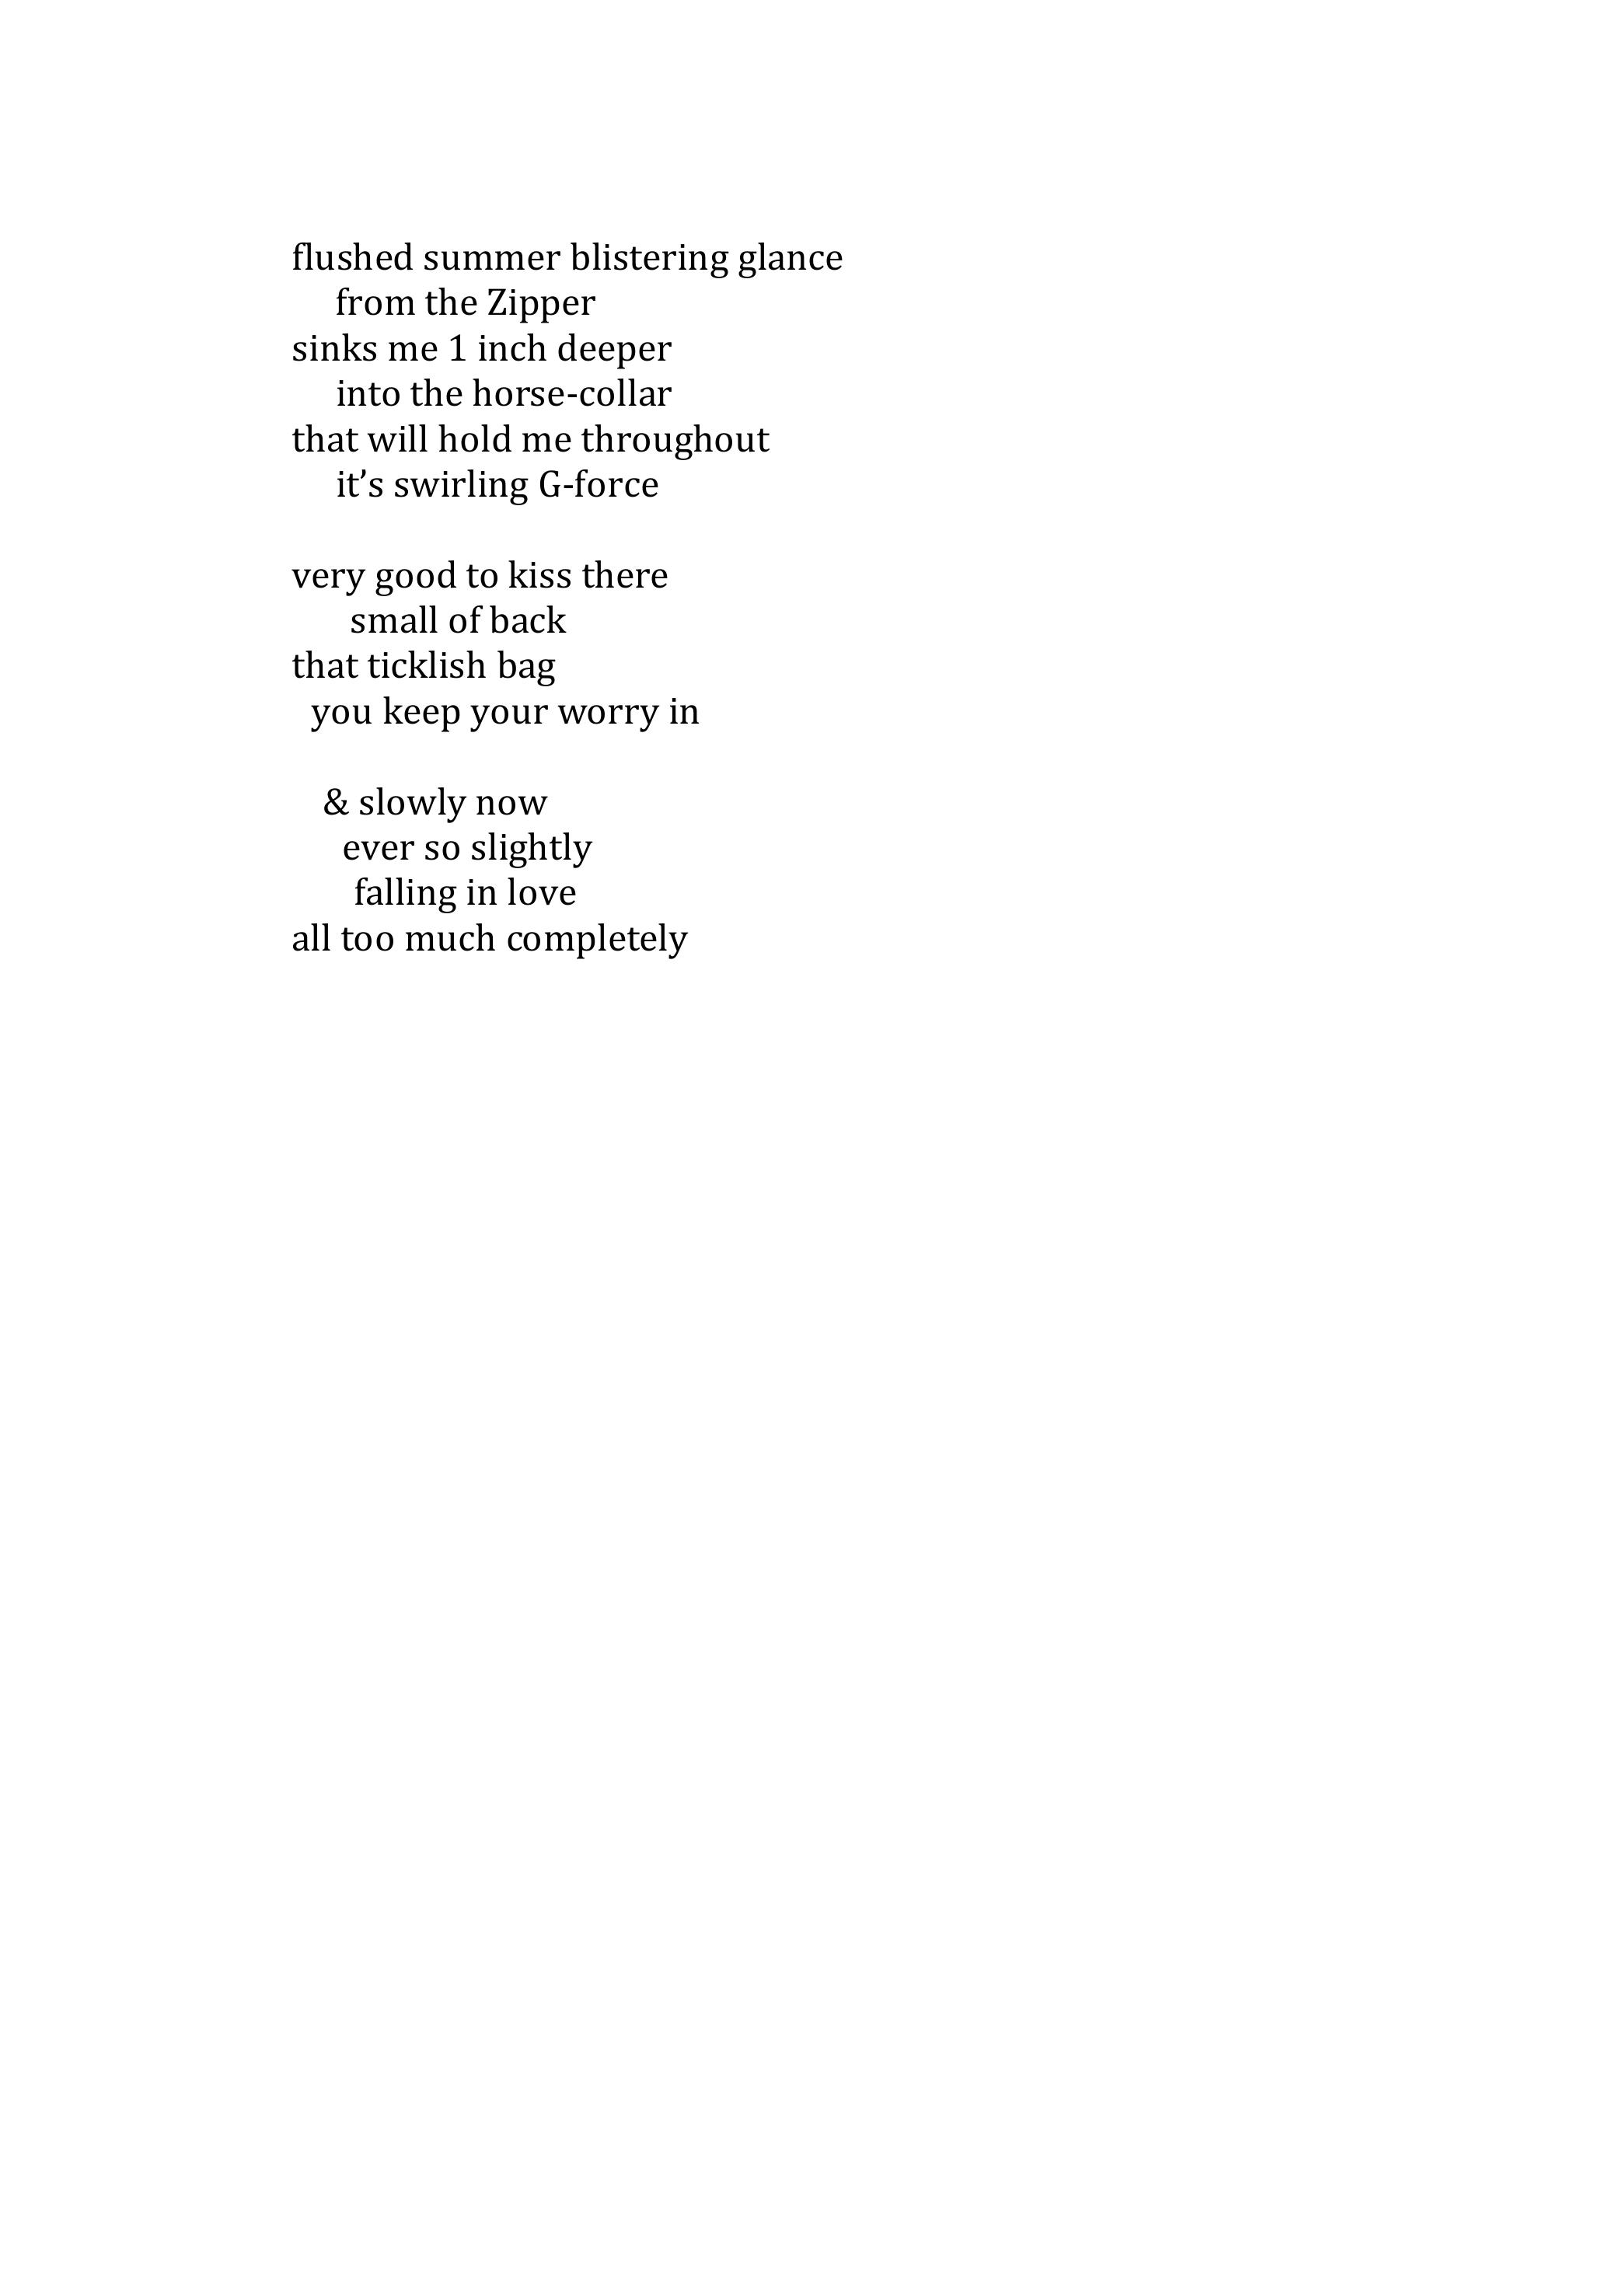 flushed summer blistering glance
from the Zipper
sinks me 1 inch deeper
into the horse-collar
that will hold me throughout
it’s swirling G-force
very good to kiss there
small of back
that ticklish bag
you keep your worry in
& slowly now
ever so slightly
falling in love
all too much completely